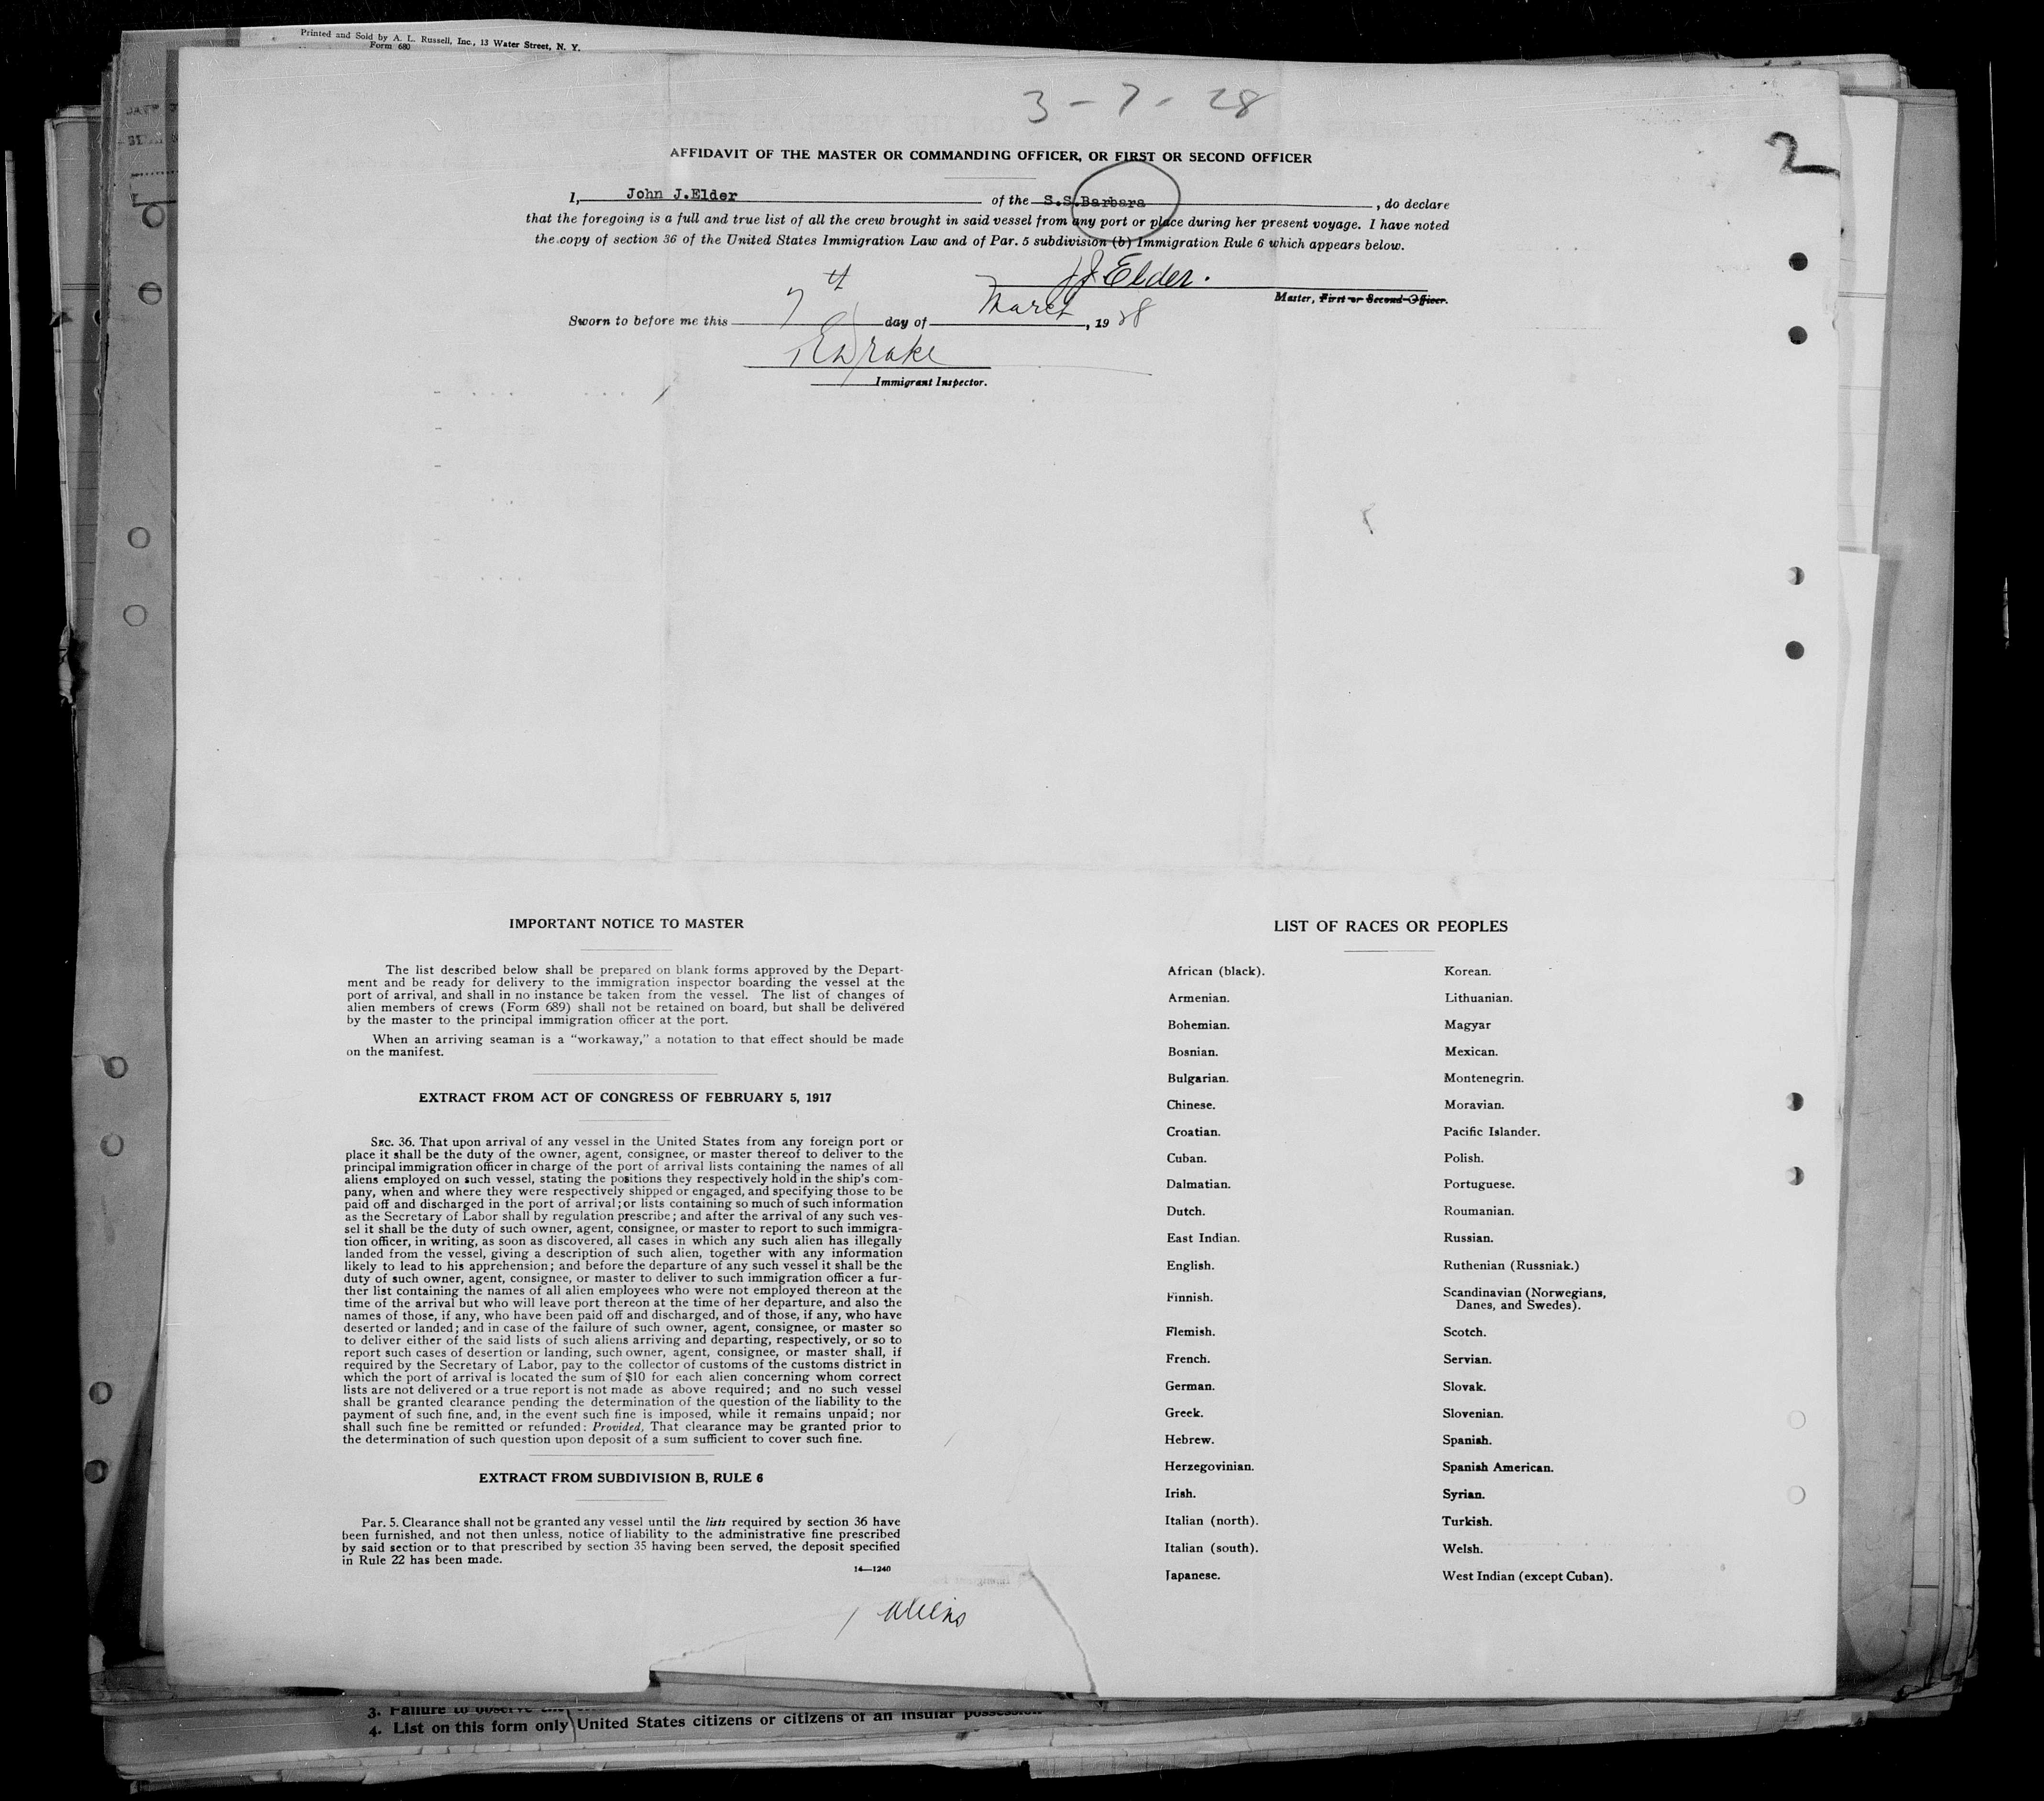 Printed and Sold by A. L. Russell, Inc., 13 Water Street, N. Y.
Form 680
3 - 7 - 28
2
AFFIDAVIT OF THE MASTER OR COMMANDING OFFICER, OR FIRST OR SECOND OFFICER
I, John J.Elder of the S.S.Barbara, do declare
that the foregoing is a full and true list of all the crew brought in said vessel from any port or place during her present voyage. I have noted
the copy of section 36 of the United States Immigration Law and of Par. 5 subdivision (b) Immigration Rule 6 which appears below.
JJ Elder.
Master, First or Second Officer.
Sworn to before me this 7 th day of March, 19 28
Drake
Immigrant Inspector.
IMPORTANT NOTICE TO MASTER
The list described below shall be prepared on blank forms approved by the Depart-
ment and be ready for delivery to the immigration inspector boarding the vessel at the
port of arrival, and shall in no instance be taken from the vessel. The list of changes of
alien members of crews (Form 689) shall not be retained on board, but shall be delivered
by the master to the principal immigration officer at the port.
When an arriving seaman is a "workaway," a notation to that effect should be made
on the manifest.
EXTRACT FROM ACT OF CONGRESS OF FEBRUARY 5, 1917
SEC. 36. That upon arrival of any vessel in the United States from any foreign port or
place it shall be the duty of the owner, agent, consignee, or master thereof to deliver to the
principal immigration officer in charge of the port of arrival lists containing the names of all
aliens employed on such vessel, stating the positions they respectively hold in the ship's com-
pany, when and where they were respectively shipped or engaged, and specifying those to be
paid off and discharged in the port of arrival; or lists containing so much of such information
as the Secretary of Labor shall by regulation prescribe; and after the arrival of any such ves-
sel it shall be the duty of such owner, agent, consignee, or master to report to such immigra-
tion officer, in writing, as soon as discovered, all cases in which any such alien has illegally
landed from the vessel, giving a description of such alien, together with any information
likely to lead to his apprehension; and before the departure of any such vessel it shall be the
duty of such owner, agent, consignee, or master to deliver to such immigration officer a fur-
ther list containing the names of all alien employees who were not employed thereon at the
time of the arrival but who will leave port thereon at the time of her departure, and also the
names of those, if any, who have been paid off and discharged, and of those, if any, who have
deserted or landed; and in case of the failure of such owner, agent, consignee, or master so
to deliver either of the said lists of such aliens arriving and departing, respectively, or so to
report such cases of desertion or landing, such owner, agent, consignee, or master shall, if
required by the Secretary of Labor, pay to the collector of customs of the customs district in
which the port of arrival is located the sum of $10 for each alien concerning whom correct
lists are not delivered or a true report is not made as above required; and no such vessel
shall be granted clearance pending the determination of the question of the liability to the
payment of such fine, and, in the event such fine is imposed, while it remains unpaid; nor
shall such fine be remitted or refunded: Provided, That clearance may be granted prior to
the determination of such question upon deposit of a sum sufficient to cover such fine.
EXTRACT FROM SUBDIVISION B, RULE 6
Par. 5. Clearance shall not be granted any vessel until the lists required by section 36 have
been furnished, and not then unless, notice of liability to the administrative fine prescribed
by said section or to that prescribed by section 35 having been served, the deposit specified
in Rule 22 has been made.
14—1240
LIST OF RACES OR PEOPLES
African (black).
Armenian.
Bohemian.
Bosnian.
Bulgarian.
Chinese.
Croatian.
Cuban.
Dalmatian.
Dutch.
East Indian.
English.
Finnish.
Flemish.
French.
German.
Greek.
Hebrew.
Herzegovinian.
Irish.
Italian (north).
Italian (south).
Japanese.
Korean.
Lithuanian.
Magyar
Mexican.
Montenegrin.
Moravian.
Pacific Islander.
Polish.
Portuguese.
Roumanian.
Russian.
Ruthenian (Russniak.)
Scandinavian (Norwegians,
Danes, and Swedes).
Scotch.
Servian.
Slovak.
Slovenian.
Spanish.
Spanish American.
Syrian.
Turkish.
Welsh.
West Indian (except Cuban).
/ aliens
3. Failure to observe
4. List on this form only United States citizens or citizens of an insular possession